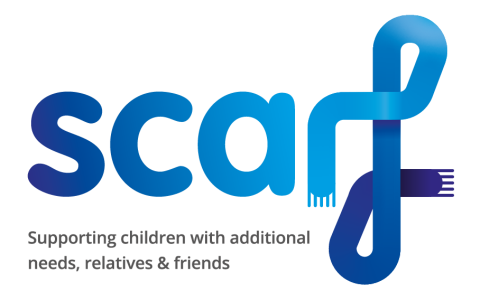 scarf
Supporting children with additional
needs, relatives & friends